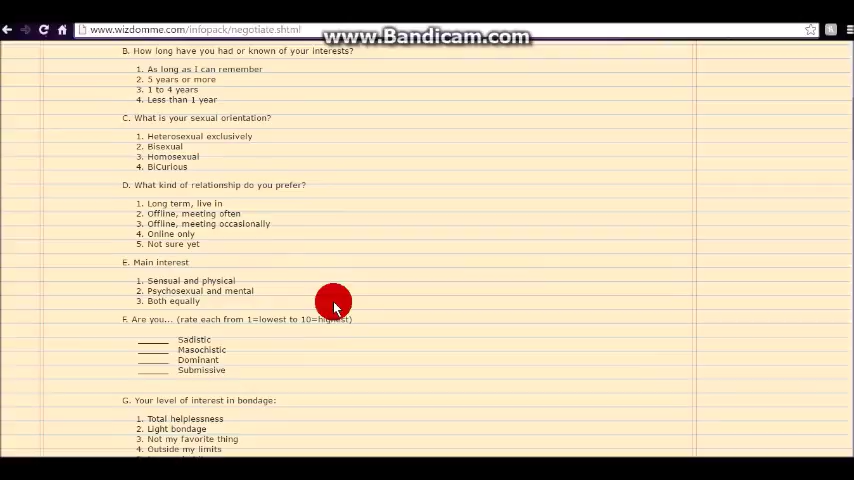 www.wizdomme.com/infopack/negotiate.shtml
www.Bandicam.com
B. How long have you had or known of your interests?
1. As long as I can remember
2. 5 years or more
3. 1 to 4 years
4. Less than 1 year
C. What is your sexual orientation?
1. Heterosexual exclusively
2. Bisexual
3. Homosexual
4. BiCurious
D. What kind of relationship do you prefer?
1. Long term, live in
2. Offline, meeting often
3. Offline, meeting occasionally
4. Online only
5. Not sure yet
E. Main interest
1. Sensual and physical
2. Psychosexual and mental
3. Both equally
F. Are you... (rate each from 1=lowest to 10=highest)
______ Sadistic
______ Masochistic
______ Dominant
______ Submissive
G. Your level of interest in bondage:
1. Total helplessness
2. Light bondage
3. Not my favorite thing
4. Outside my limits